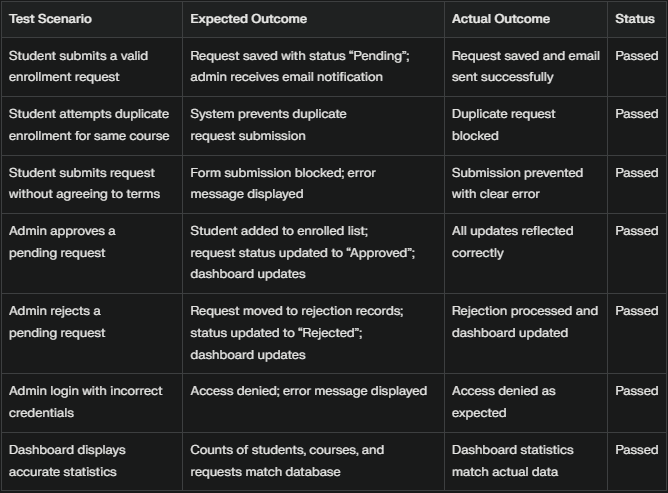 Test Scenario Expected Outcome Actual Outcome Status
Student submits a valid Request saved with status “Pending”; Request saved and email Passed
enrollment request admin receives email notification sent successfully
Student attempts duplicate System prevents duplicate Duplicate request Passed
enrollment for same course request submission blocked
Student submits request Form submission blocked; error Submission prevented Passed
without agreeing to terms message displayed with clear error
Admin approves a Student added to enrolled list; All updates reflected Passed
pending request request status updated to “Approved”; correctly
dashboard updates
Admin rejects a Request moved to rejection records; Rejection processed and Passed
pending request status updated to “Rejected”; dashboard updated
dashboard updates
Admin login with incorrect Access denied; error message displayed Access denied as Passed
credentials expected
Dashboard displays Counts of students, courses, and Dashboard statistics Passed
accurate statistics requests match database match actual data